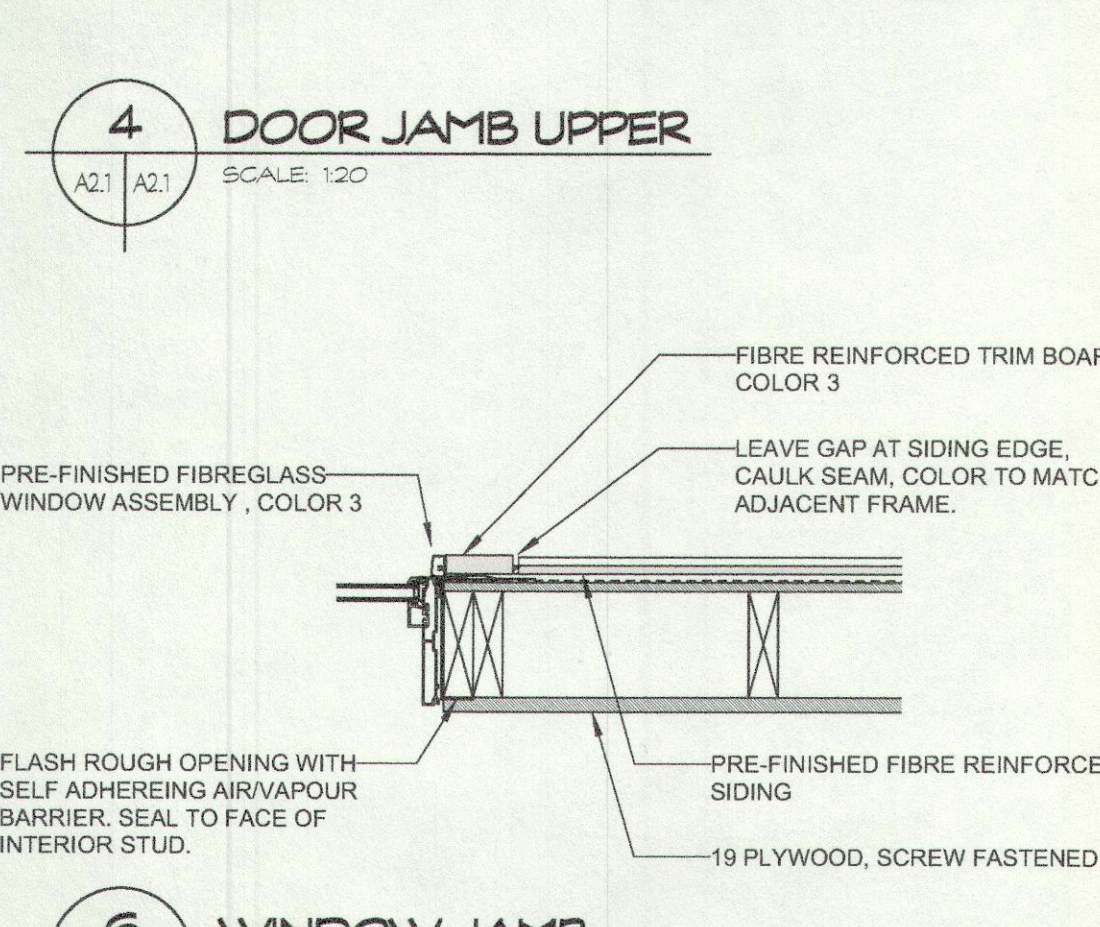 4
DOOR JAMB UPPER
A2.1 A2.1
SCALE: 1:20
FIBRE REINFORCED TRIM
COLOR 3
LEAVE GAP AT SIDING EDGE,
CAULK SEAM, COLOR TO
ADJACENT FRAME.
PRE-FINISHED FIBREGLASS
WINDOW ASSEMBLY , COLOR 3
FLASH ROUGH OPENING WITH
SELF ADHEREING AIR/VAPOUR
BARRIER. SEAL TO FACE OF
INTERIOR STUD.
PRE-FINISHED FIBRE
SIDING
19 PLYWOOD, SCREW FASTENED
6
WINDOW JAMB